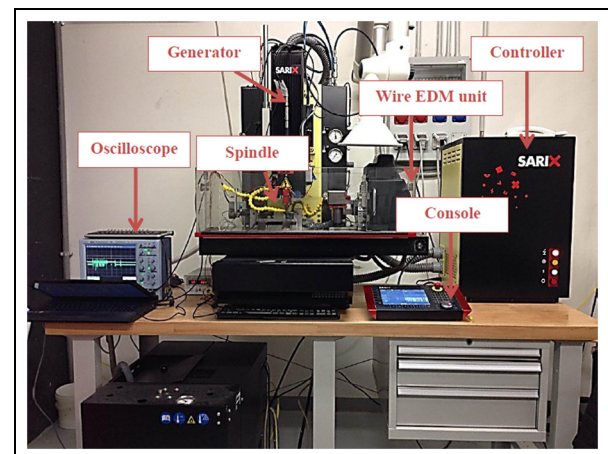 Generator
Controller
SARIX
Wire EDM unit
Oscilloscope
Spindle
SARIX
Console